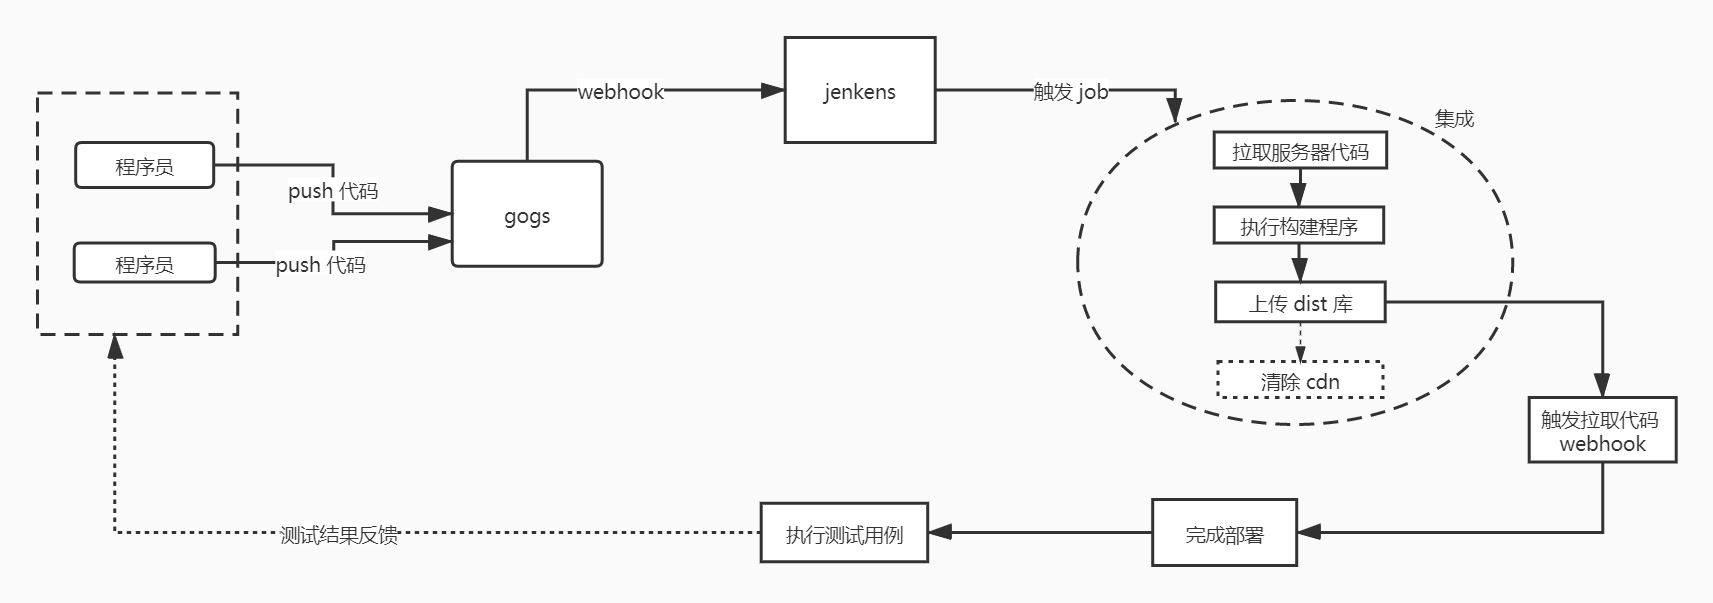 程序员
push 代码
程序员
push 代码
gogs
webhook
jenkens
触发 job
集成
拉取服务器代码
执行构建程序
上传 dist 库
清除 cdn
触发拉取代码
webhook
完成部署
执行测试用例
测试结果反馈